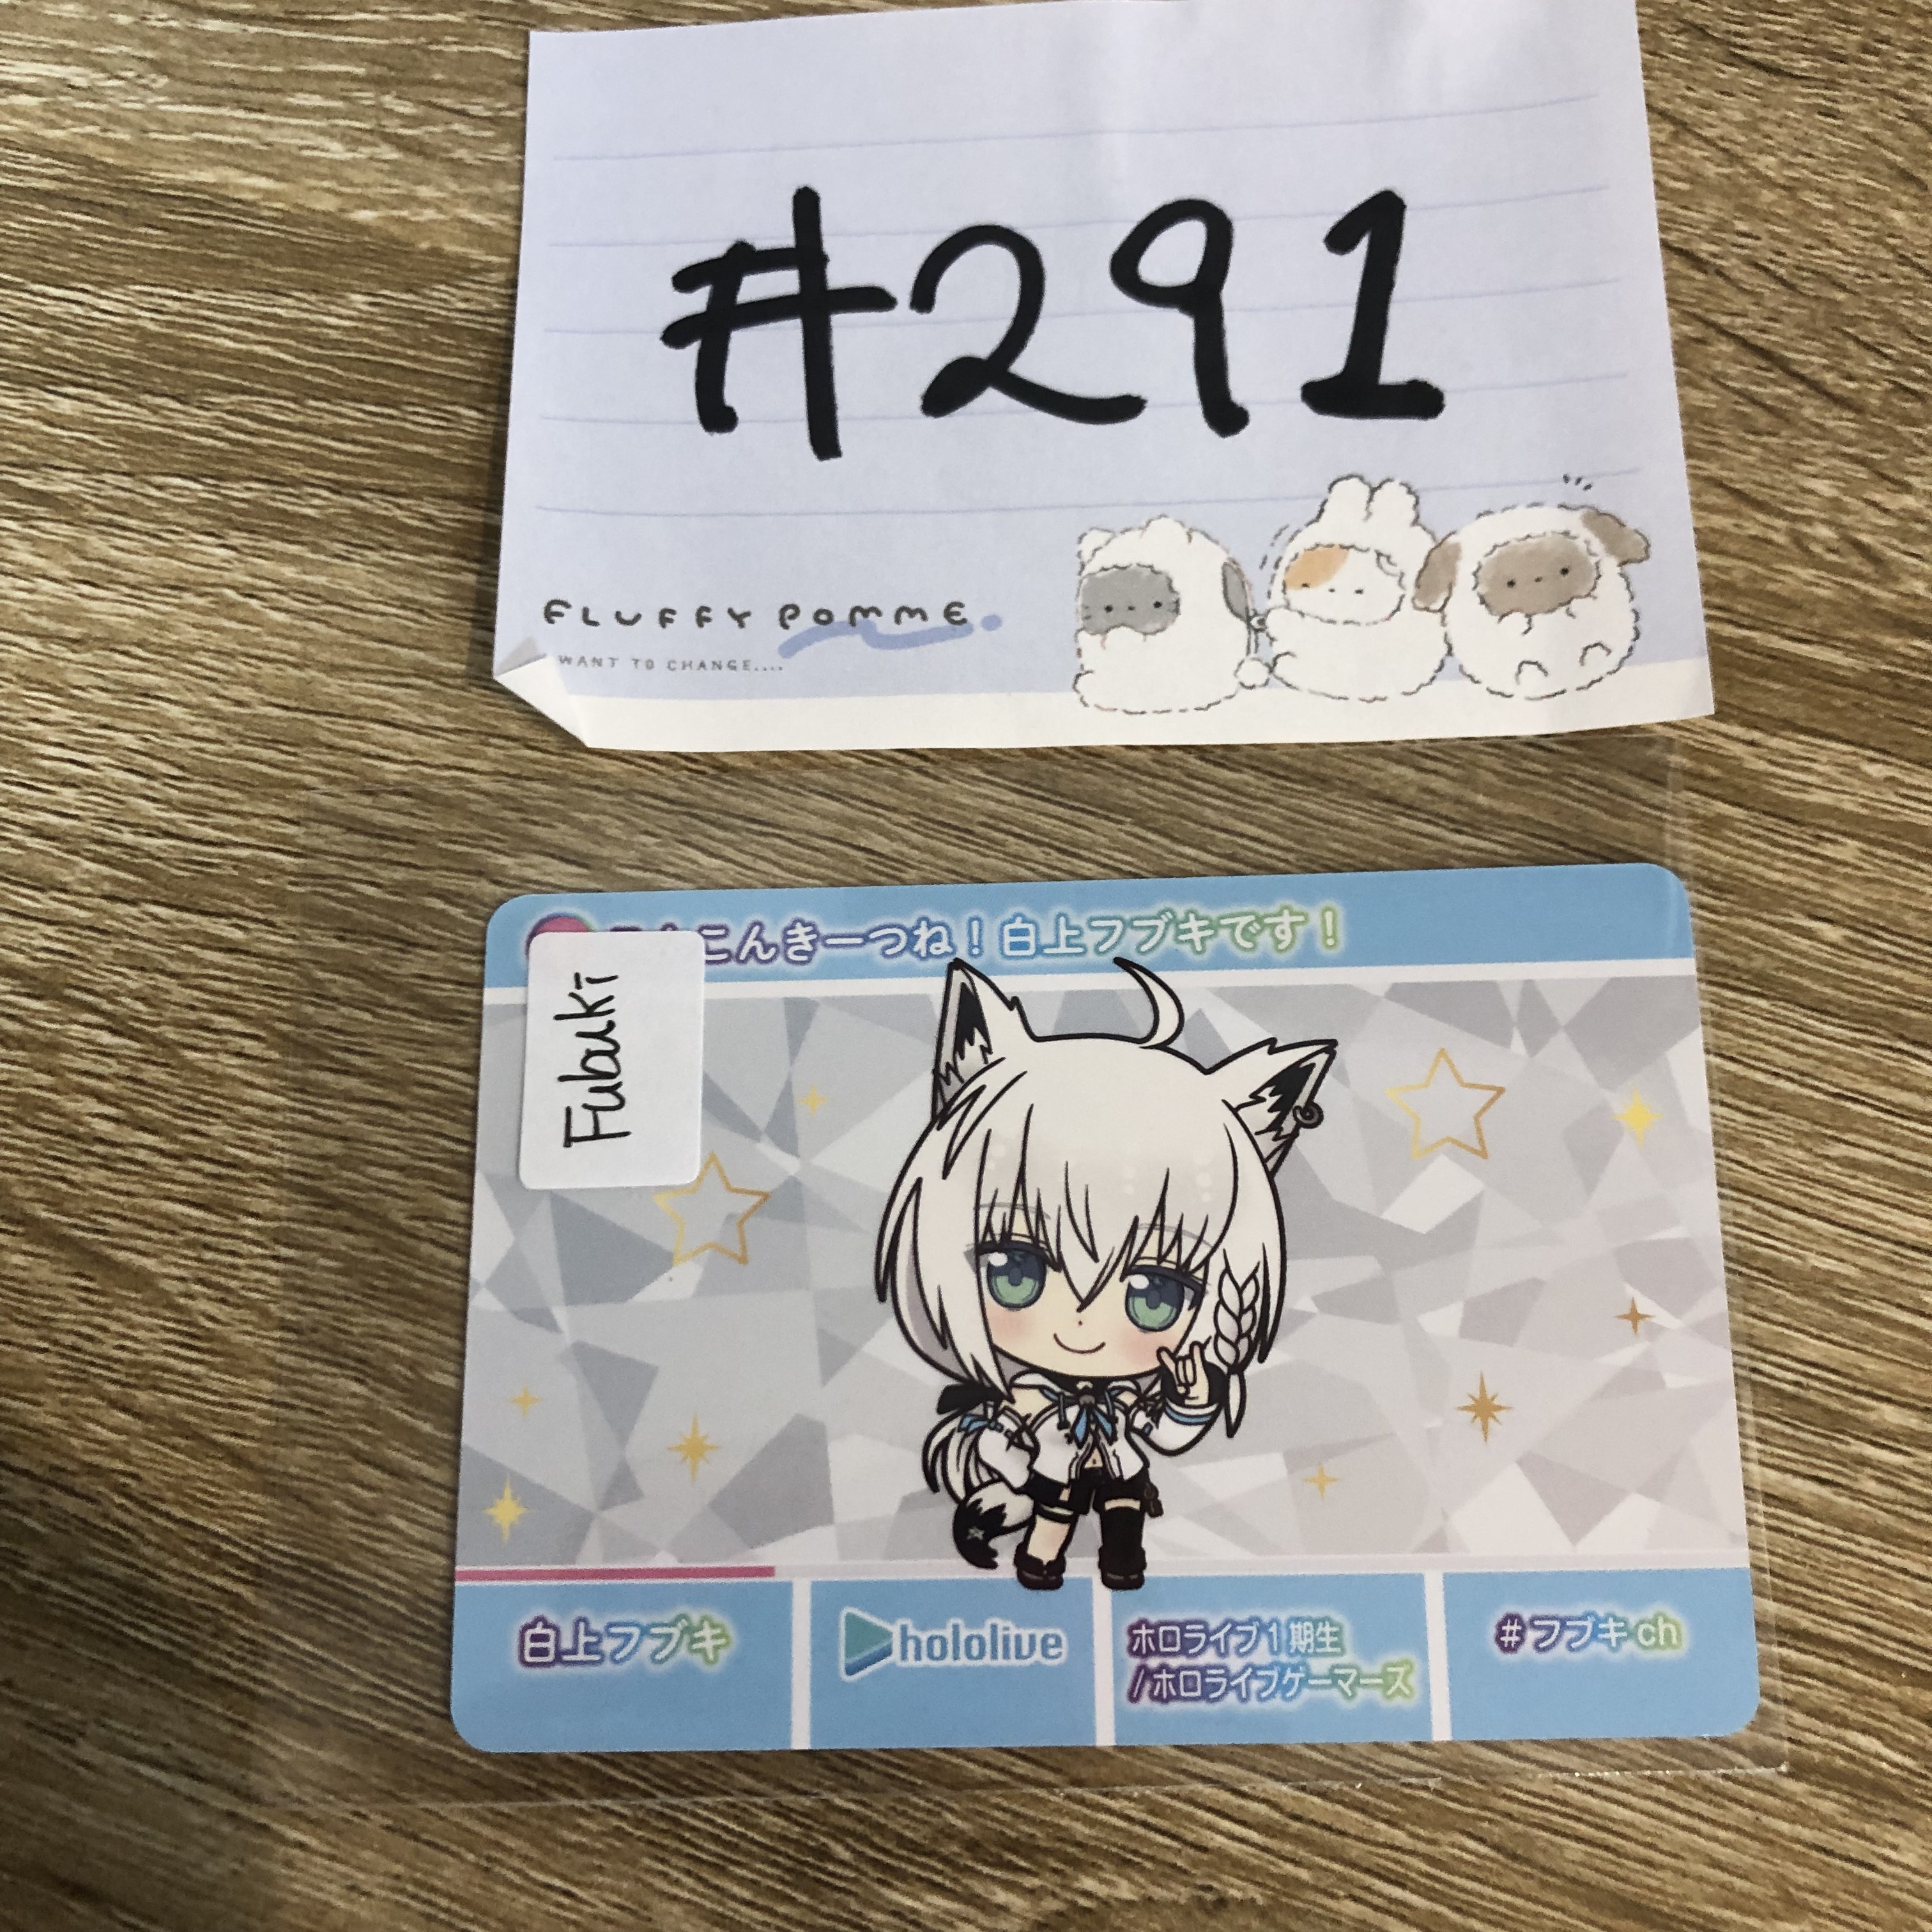 #291
FLUFFY POMME
WANT TO CHANGE....
こんきーつね！白上フブキです！
Fubuki
白上フブキ
hololive
ホロライブ1期生
/ホロライブゲーマーズ
#フブキch